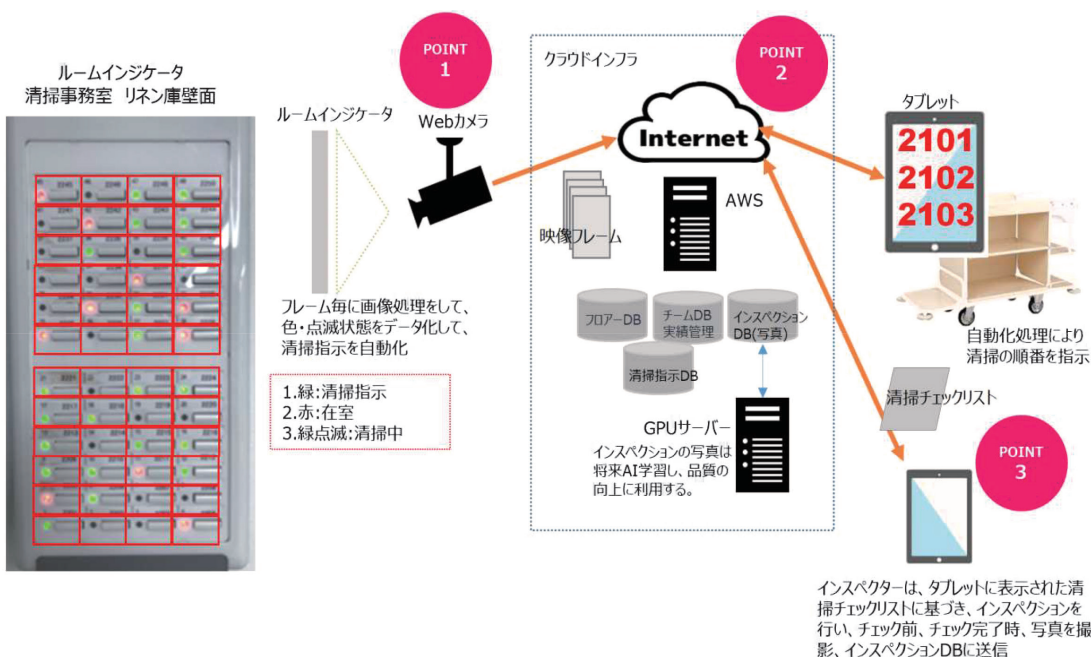 ルームインジケータ
清掃事務室 リネン庫壁面
ルームインジケータ
Webカメラ
POINT
1
フレーム毎に画像処理をして、
色・点滅状態をデータ化して、
清掃指示を自動化
1.緑:清掃指示
2.赤:在室
3.緑点滅:清掃中
クラウドインフラ
POINT
2
Internet
映像フレーム
AWS
フロアーDB
チームDB
実績管理
インスペクション
DB(写真)
清掃指示DB
GPUサーバー
インスペクションの写真は
将来AI学習し、品質の
向上に利用する。
タブレット
2101
2102
2103
自動化処理により
清掃の順番を指示
清掃チェックリスト
POINT
3
インスペクターは、タブレットに表示された清
掃チェックリストに基づき、インスペクションを
行い、チェック前、チェック完了時、写真を撮
影、インスペクションDBに送信